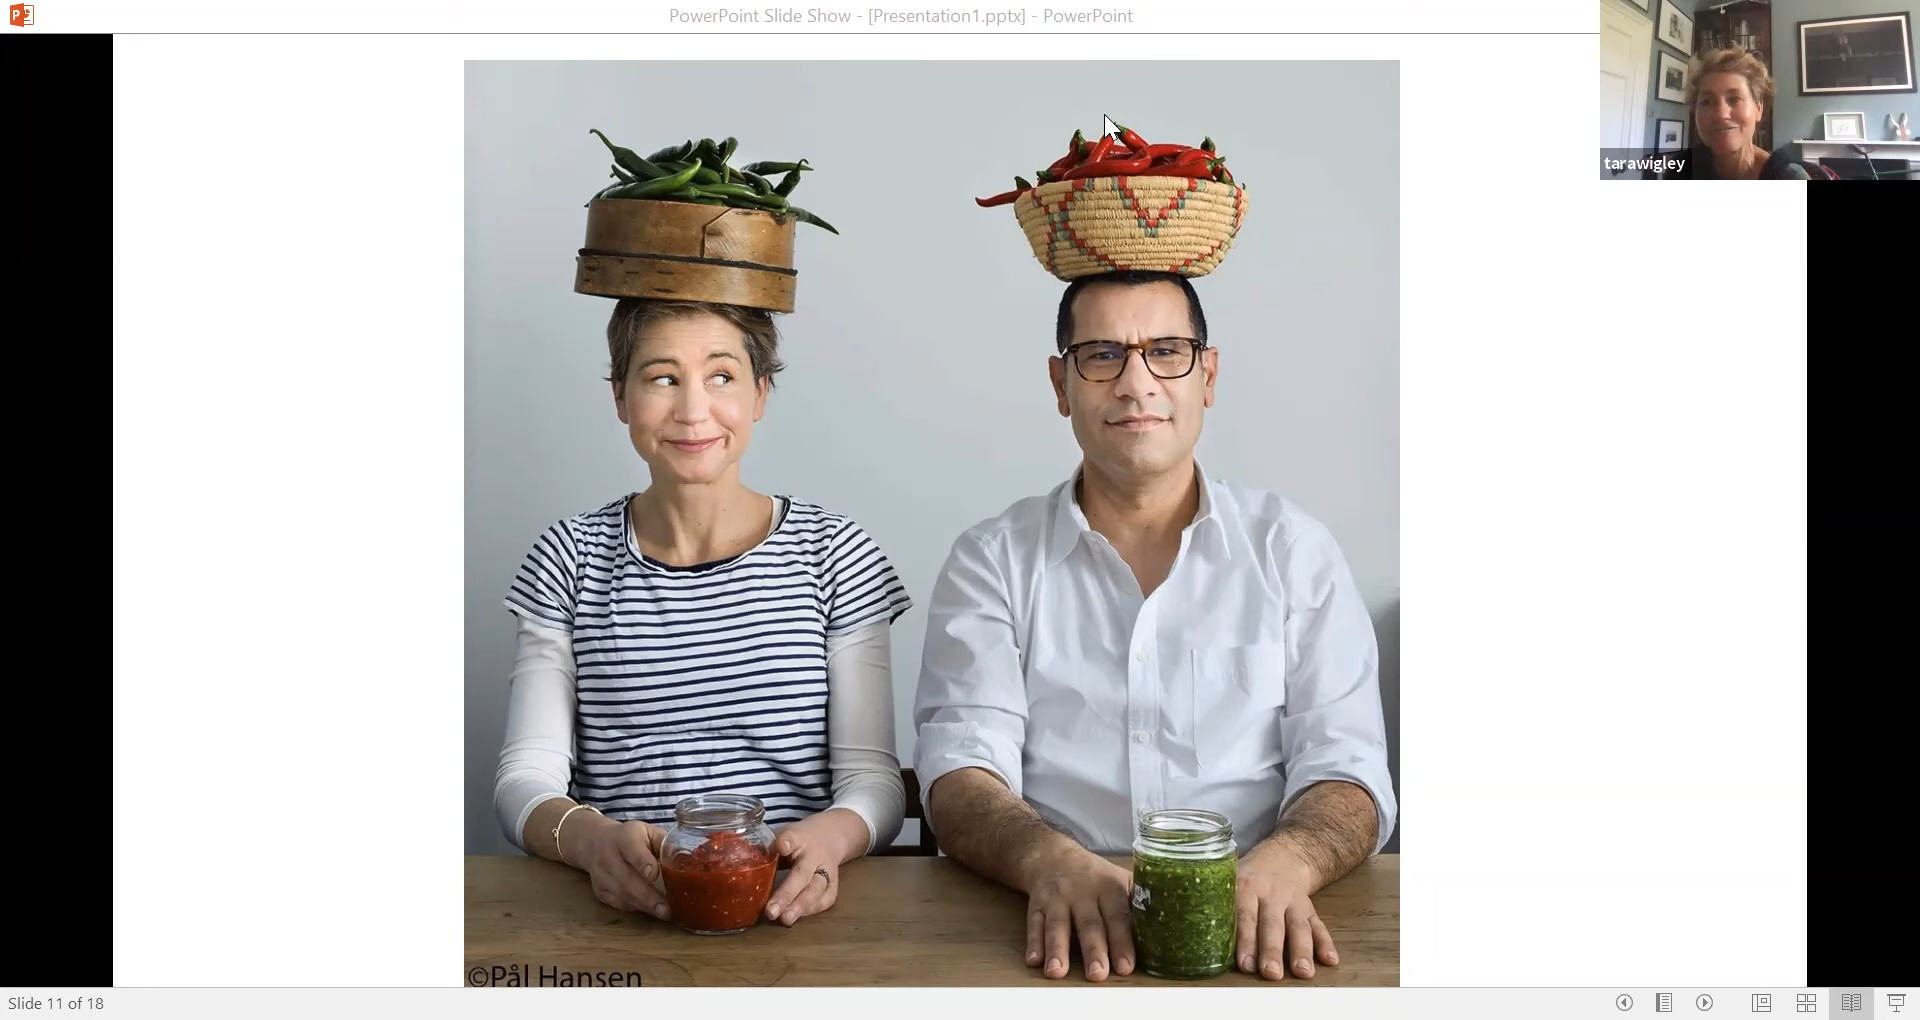 PowerPoint Slide Show - [Presentation1.pptx] - PowerPoint
tarawigley
©Pål Hansen
Slide 11 of 18